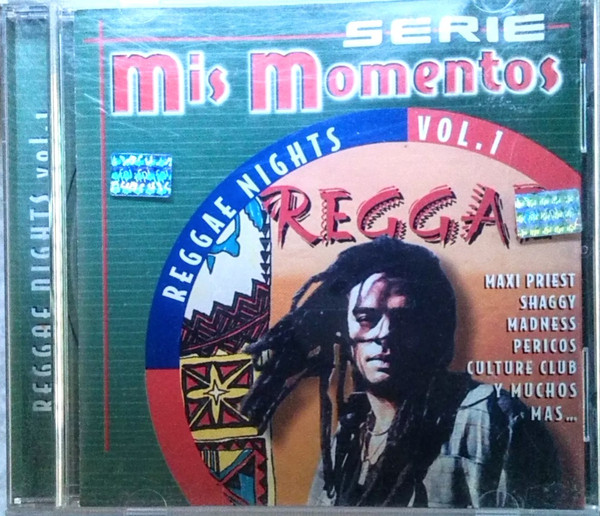 SERIE
Mis Momentos
REGGAE NIGHTS VOL.1
REGGAE
MAXI PRIEST
SHAGGY
MADNESS
PERICOS
CULTURE CLUB
Y MUCHOS
MAS...
REGGAE NIGHTS vol.1